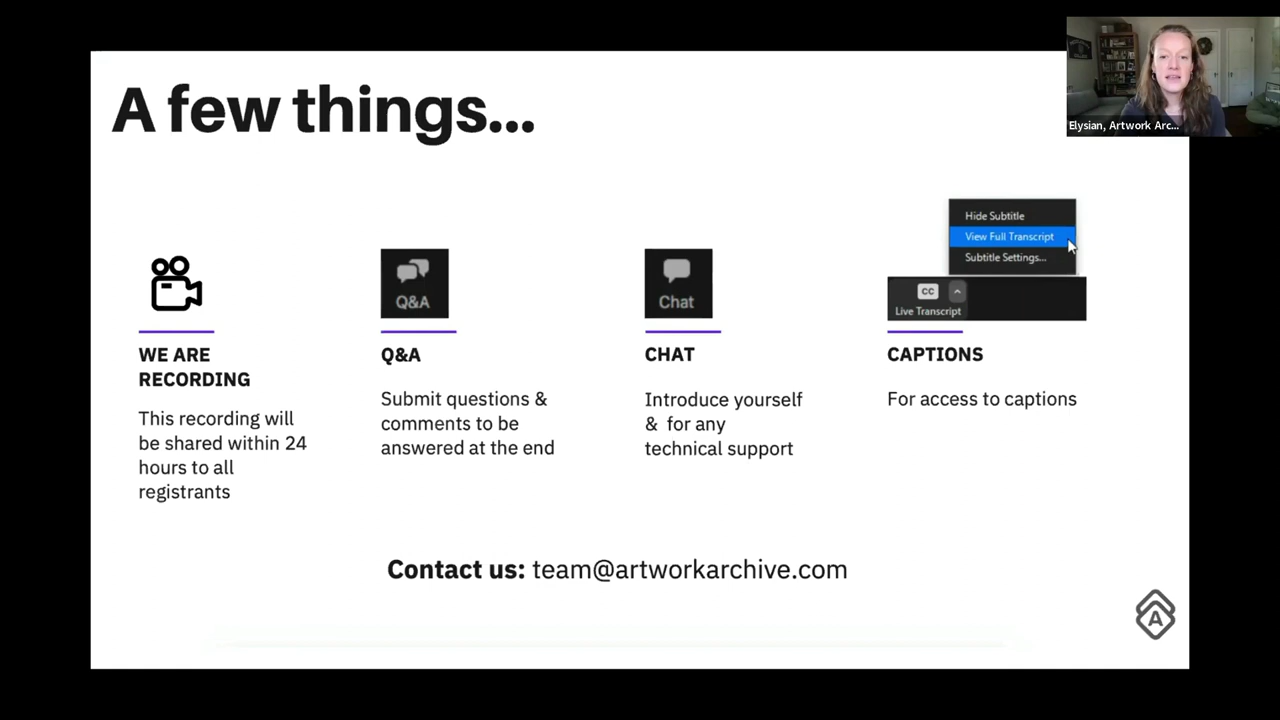 A few things...
Elysian, Artwork Arc...
Hide Subtitle
View Full Transcript
Subtitle Settings...
Q&A
Chat
CC
Live Transcript
WE ARE
RECORDING
This recording will
be shared within 24
hours to all
registrants
Q&A
Submit questions &
comments to be
answered at the end
CHAT
Introduce yourself
& for any
technical support
CAPTIONS
For access to captions
Contact us: team@artworkarchive.com
A